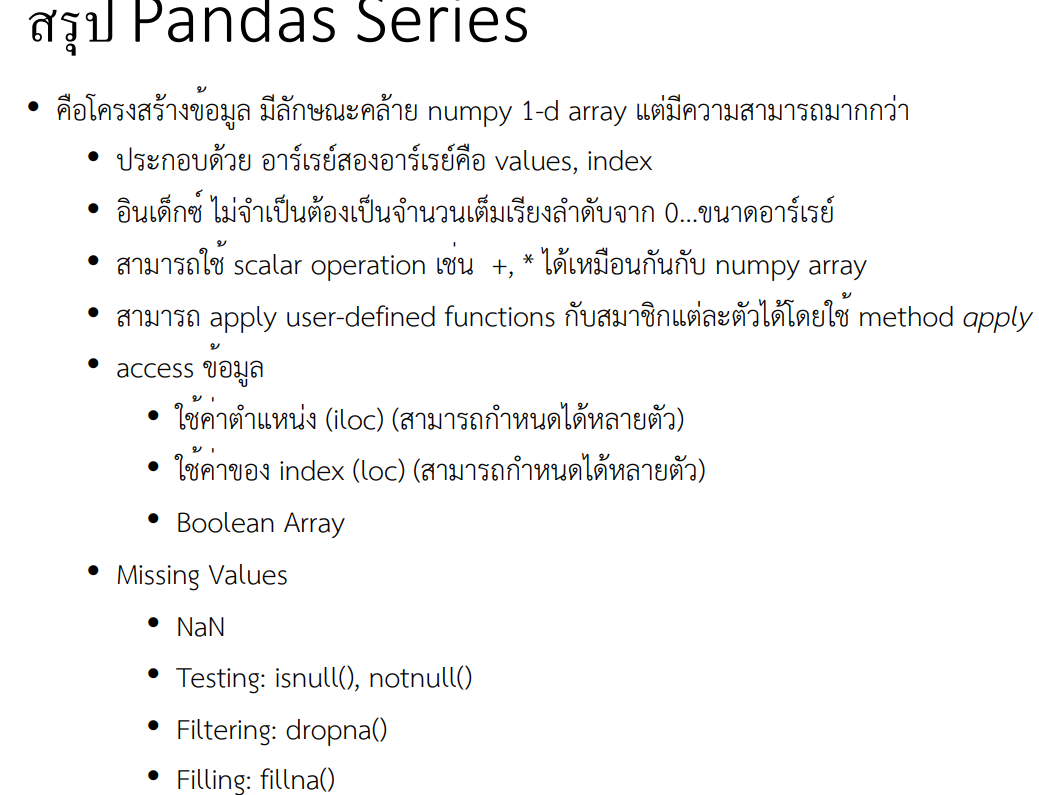 สรุป Pandas Series
• คือโครงสร้างข้อมูล มีลักษณะคล้าย numpy 1-d array แต่มีความสามารถมากกว่า
• ประกอบด้วย อาร์เรย์สองอาร์เรย์คือ values, index
• อินเด็กซ์ ไม่จำเป็นต้องเป็นจำนวนเต็มเรียงลำดับจาก 0...ขนาดอาร์เรย์
• สามารถใช้ scalar operation เช่น +, * ได้เหมือนกันกับ numpy array
• สามารถ apply user-defined functions กับสมาชิกแต่ละตัวได้โดยใช้ method apply
• access ข้อมูล
• ใช้ค่าตำแหน่ง (iloc) (สามารถกำหนดได้หลายตัว)
• ใช้ค่าของ index (loc) (สามารถกำหนดได้หลายตัว)
• Boolean Array
• Missing Values
• NaN
• Testing: isnull(), notnull()
• Filtering: dropna()
• Filling: fillna()